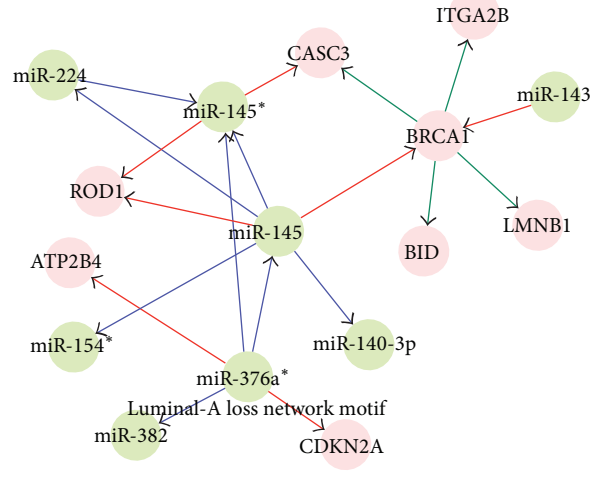 ITGA2B
CASC3
miR-224
miR-143
miR-145*
BRCA1
ROD1
LMNB1
miR-145
BID
ATP2B4
miR-154*
miR-140-3p
miR-376a*
Luminal-A loss network motif
miR-382
CDKN2A